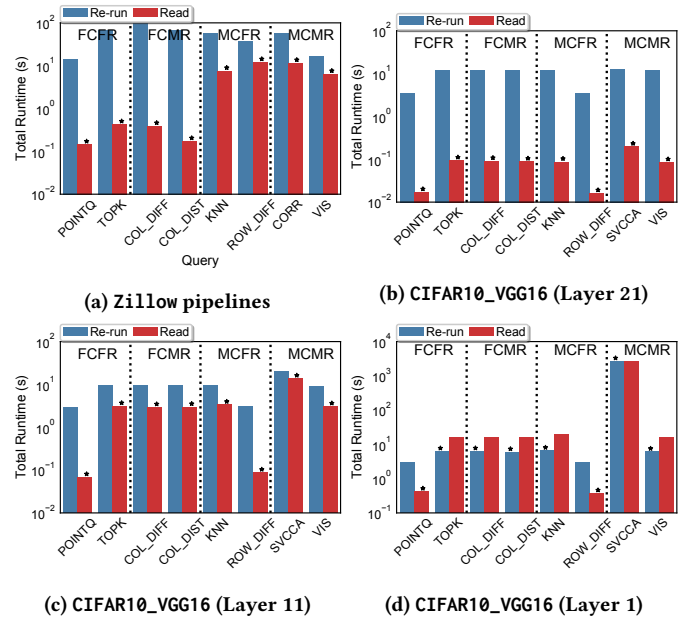 Re-run Read
FCFR FCMR MCFR MCMR
Total Runtime (s)
10^2
10^1
10^0
10^-1
10^-2
POINTQ TOPK COL_DIFF COL_DIST KNN ROW_DIFF CORR VIS
Query
(a) Zillow pipelines
Re-run Read
FCFR FCMR MCFR MCMR
Total Runtime (s)
10^2
10^1
10^0
10^-1
10^-2
POINTQ TOPK COL_DIFF COL_DIST KNN ROW_DIFF SVCCA VIS
(b) CIFAR10_VGG16 (Layer 21)
Re-run Read
FCFR FCMR MCFR MCMR
Total Runtime (s)
10^2
10^1
10^0
10^-1
10^-2
POINTQ TOPK COL_DIFF COL_DIST KNN ROW_DIFF SVCCA VIS
(c) CIFAR10_VGG16 (Layer 11)
Re-run Read
FCFR FCMR MCFR MCMR
Total Runtime (s)
10^4
10^3
10^2
10^1
10^0
10^-1
POINTQ TOPK COL_DIFF COL_DIST KNN ROW_DIFF SVCCA VIS
(d) CIFAR10_VGG16 (Layer 1)